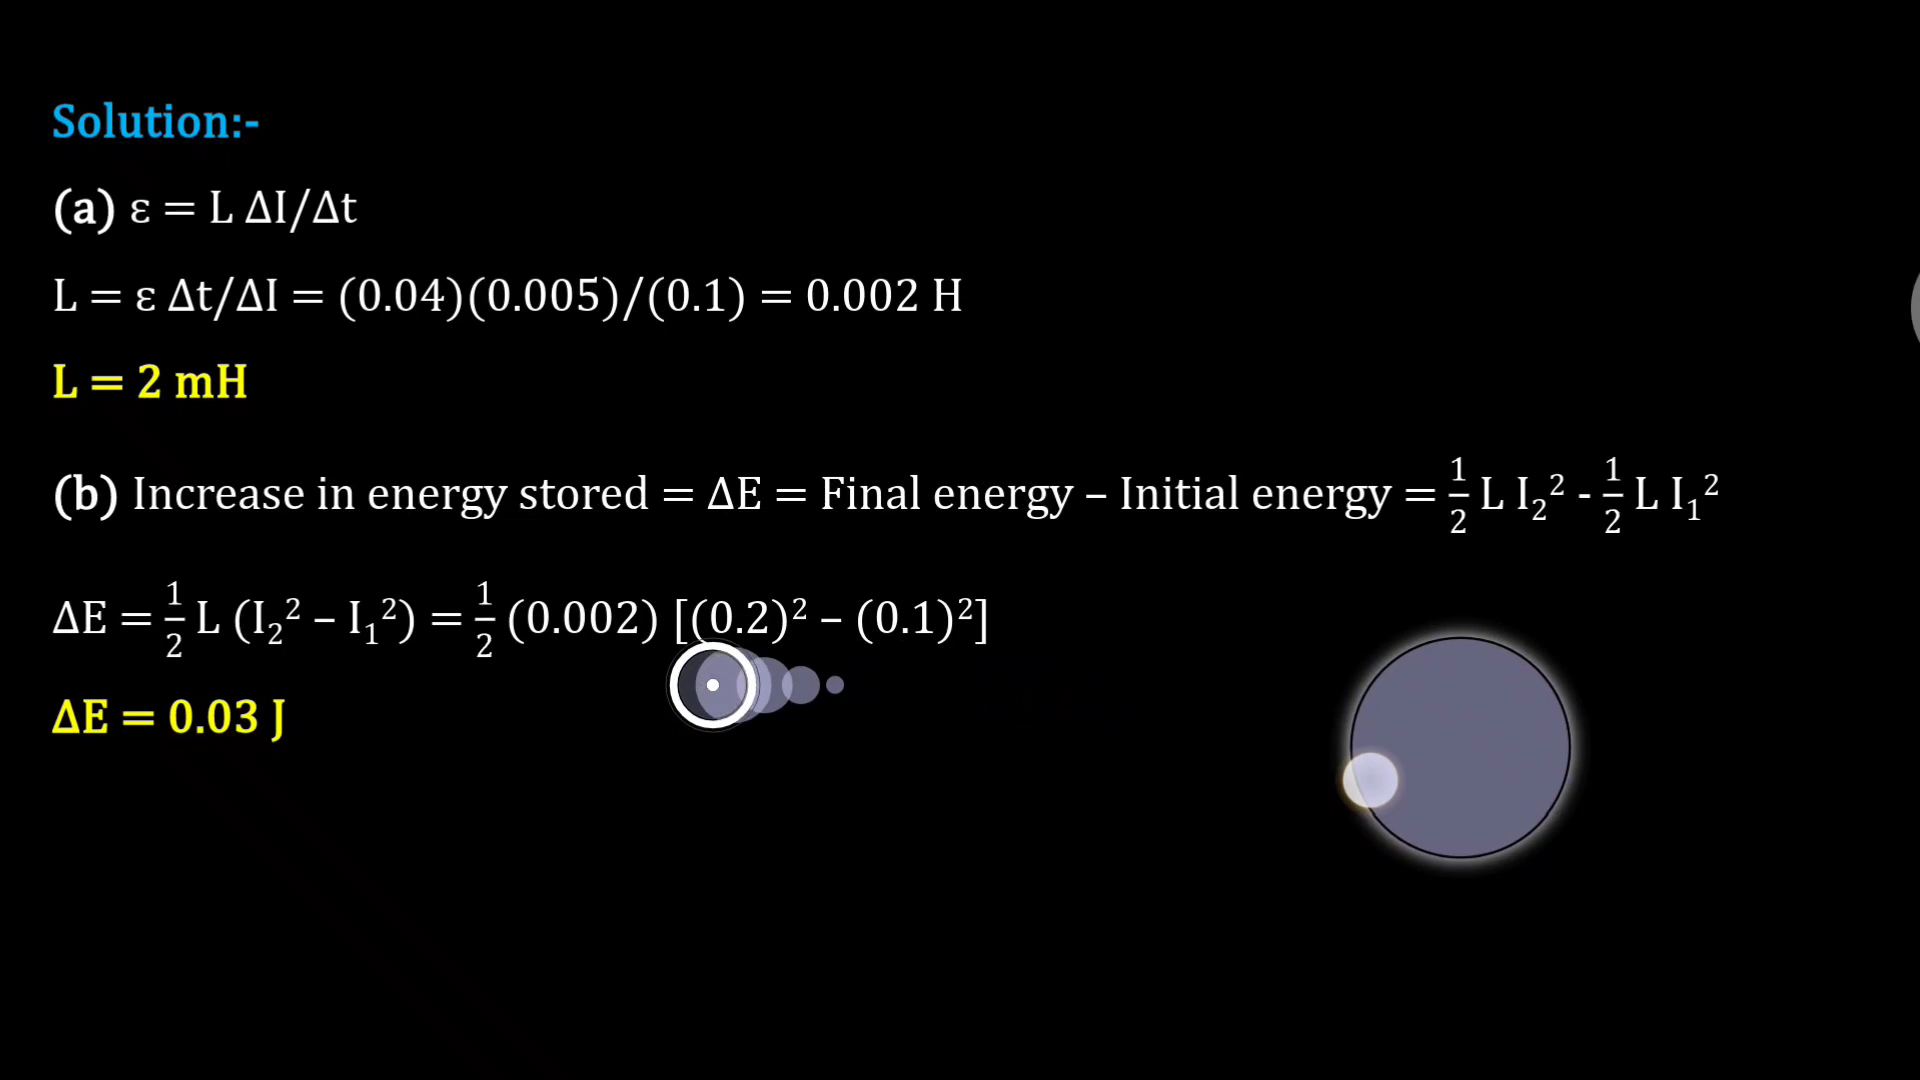 Solution:-
(a) ε = L ΔI/Δt
L = ε Δt/ΔI = (0.04)(0.005)/(0.1) = 0.002 H
L = 2 mH
(b) Increase in energy stored = ΔE = Final energy – Initial energy = 1/2 L I₂² - 1/2 L I₁²
ΔE = 1/2 L (I₂² – I₁²) = 1/2 (0.002) [(0.2)² – (0.1)²]
ΔE = 0.03 J